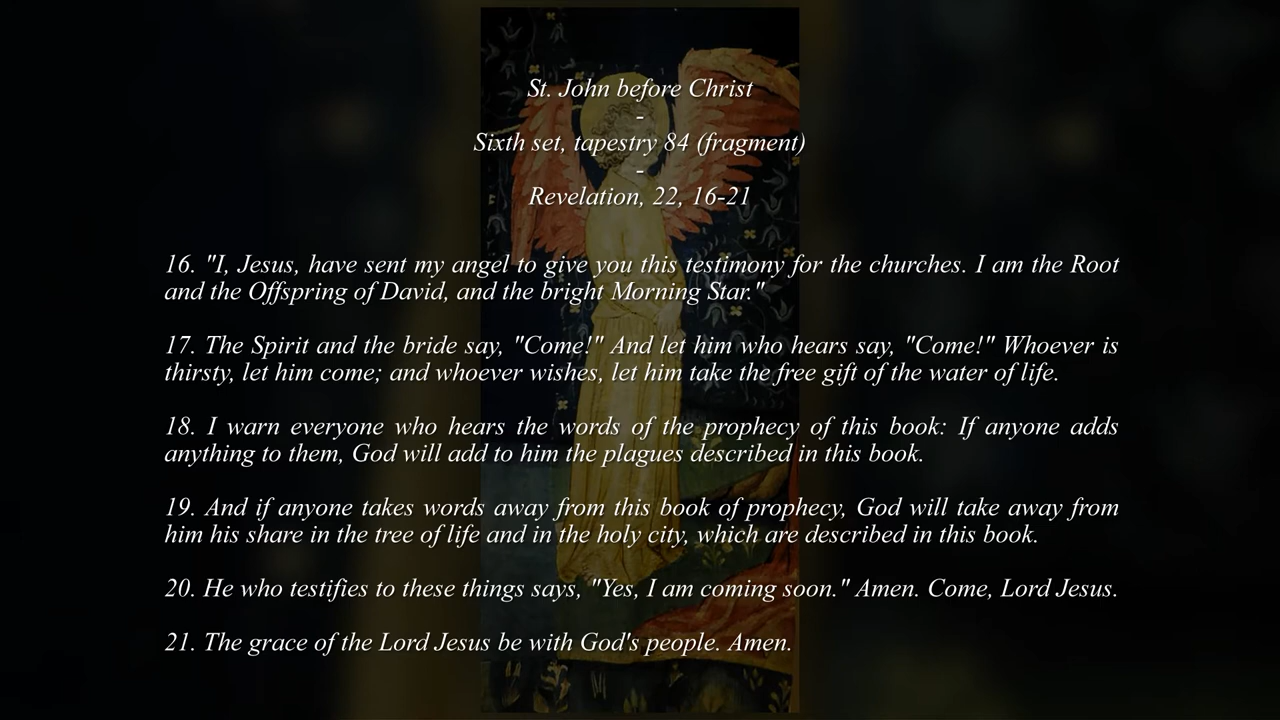 St. John before Christ
-
Sixth set, tapestry 84 (fragment)
-
Revelation, 22, 16-21
16. "I, Jesus, have sent my angel to give you this testimony for the churches. I am the Root
and the Offspring of David, and the bright Morning Star."
17. The Spirit and the bride say, "Come!" And let him who hears say, "Come!" Whoever is
thirsty, let him come; and whoever wishes, let him take the free gift of the water of life.
18. I warn everyone who hears the words of the prophecy of this book: If anyone adds
anything to them, God will add to him the plagues described in this book.
19. And if anyone takes words away from this book of prophecy, God will take away from
him his share in the tree of life and in the holy city, which are described in this book.
20. He who testifies to these things says, "Yes, I am coming soon." Amen. Come, Lord Jesus.
21. The grace of the Lord Jesus be with God's people. Amen.